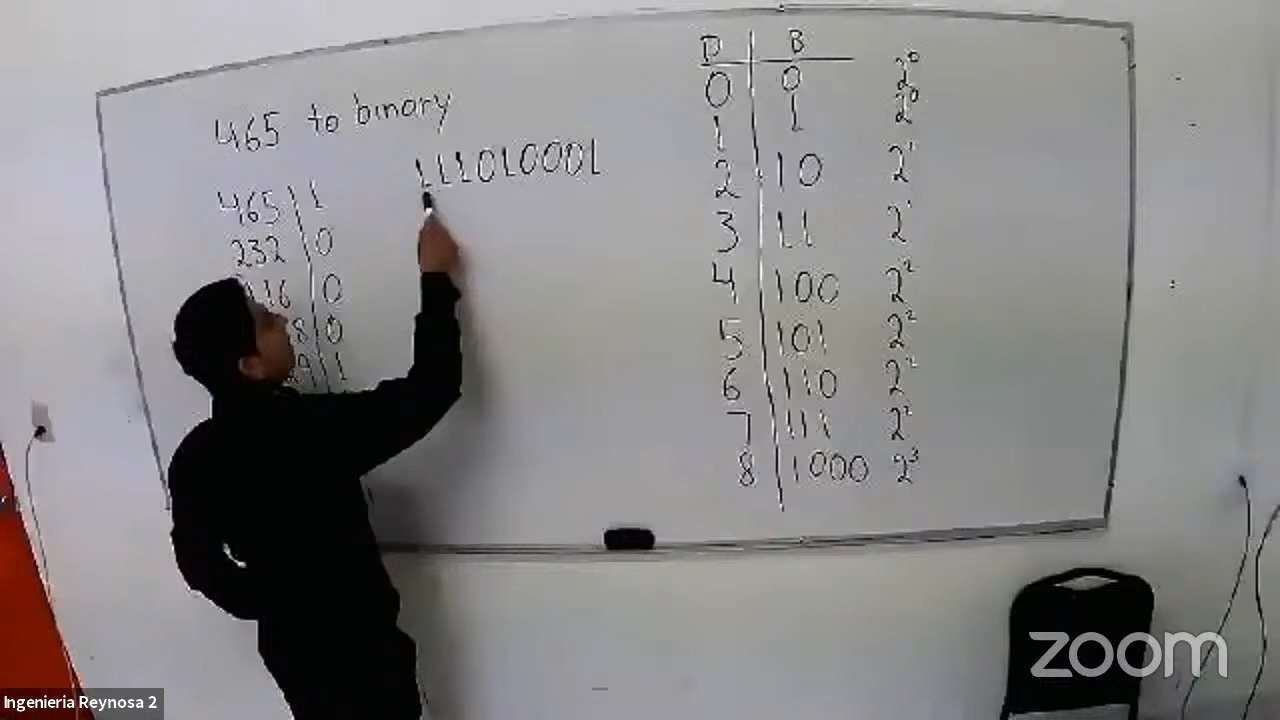 465 to binary
111010001
465 | 1
232 | 0
116 | 0
8 | 0
9 | 1
D | B
0 | 0 2⁰
1 | 1 2⁰
2 | 10 2¹
3 | 11 2¹
4 | 100 2²
5 | 101 2²
6 | 110 2²
7 | 111 2²
8 | 1000 2³
zoom
Ingenieria Reynosa 2